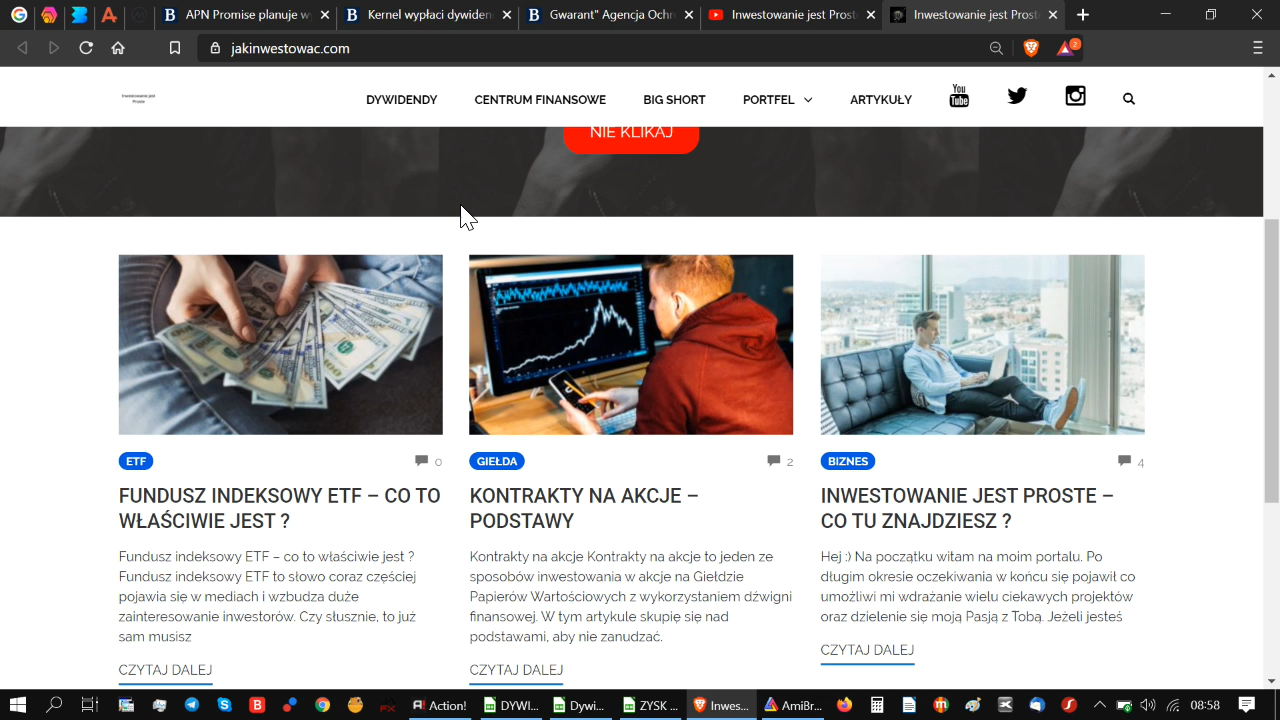 APN Promise planuje w
Kernel wypłaci dywiden
Gwarant" Agencja Ochr
Inwestowanie jest Prost
Inwestowanie jest Prost
jakinwestowac.com
2
Inwestowanie jest
Proste
DYWIDENDY
CENTRUM FINANSOWE
BIG SHORT
PORTFEL
ARTYKUŁY
You
Tube
NIE KLIKAJ
ETF
0
FUNDUSZ INDEKSOWY ETF – CO TO
WŁAŚCIWIE JEST ?
Fundusz indeksowy ETF – co to właściwie jest ?
Fundusz indeksowy ETF to słowo coraz częściej
pojawia się w mediach i wzbudza duże
zainteresowanie inwestorów. Czy słusznie, to już
sam musisz
CZYTAJ DALEJ
GIEŁDA
2
KONTRAKTY NA AKCJE –
PODSTAWY
Kontrakty na akcje Kontrakty na akcje to jeden ze
sposobów inwestowania w akcje na Giełdzie
Papierów Wartościowych z wykorzystaniem dźwigni
finansowej. W tym artykule skupię się nad
podstawami, aby nie zanudzać.
CZYTAJ DALEJ
BIZNES
4
INWESTOWANIE JEST PROSTE –
CO TU ZNAJDZIESZ ?
Hej :) Na początku witam na moim portalu. Po
długim okresie oczekiwania w końcu się pojawił co
umożliwi mi wdrażanie wielu ciekawych projektów
oraz dzielenie się moją Pasją z Tobą. Jeżeli jesteś
CZYTAJ DALEJ
Action!
DYWI...
Dywi...
ZYSK ...
Inwes...
AmiBr...
08:58